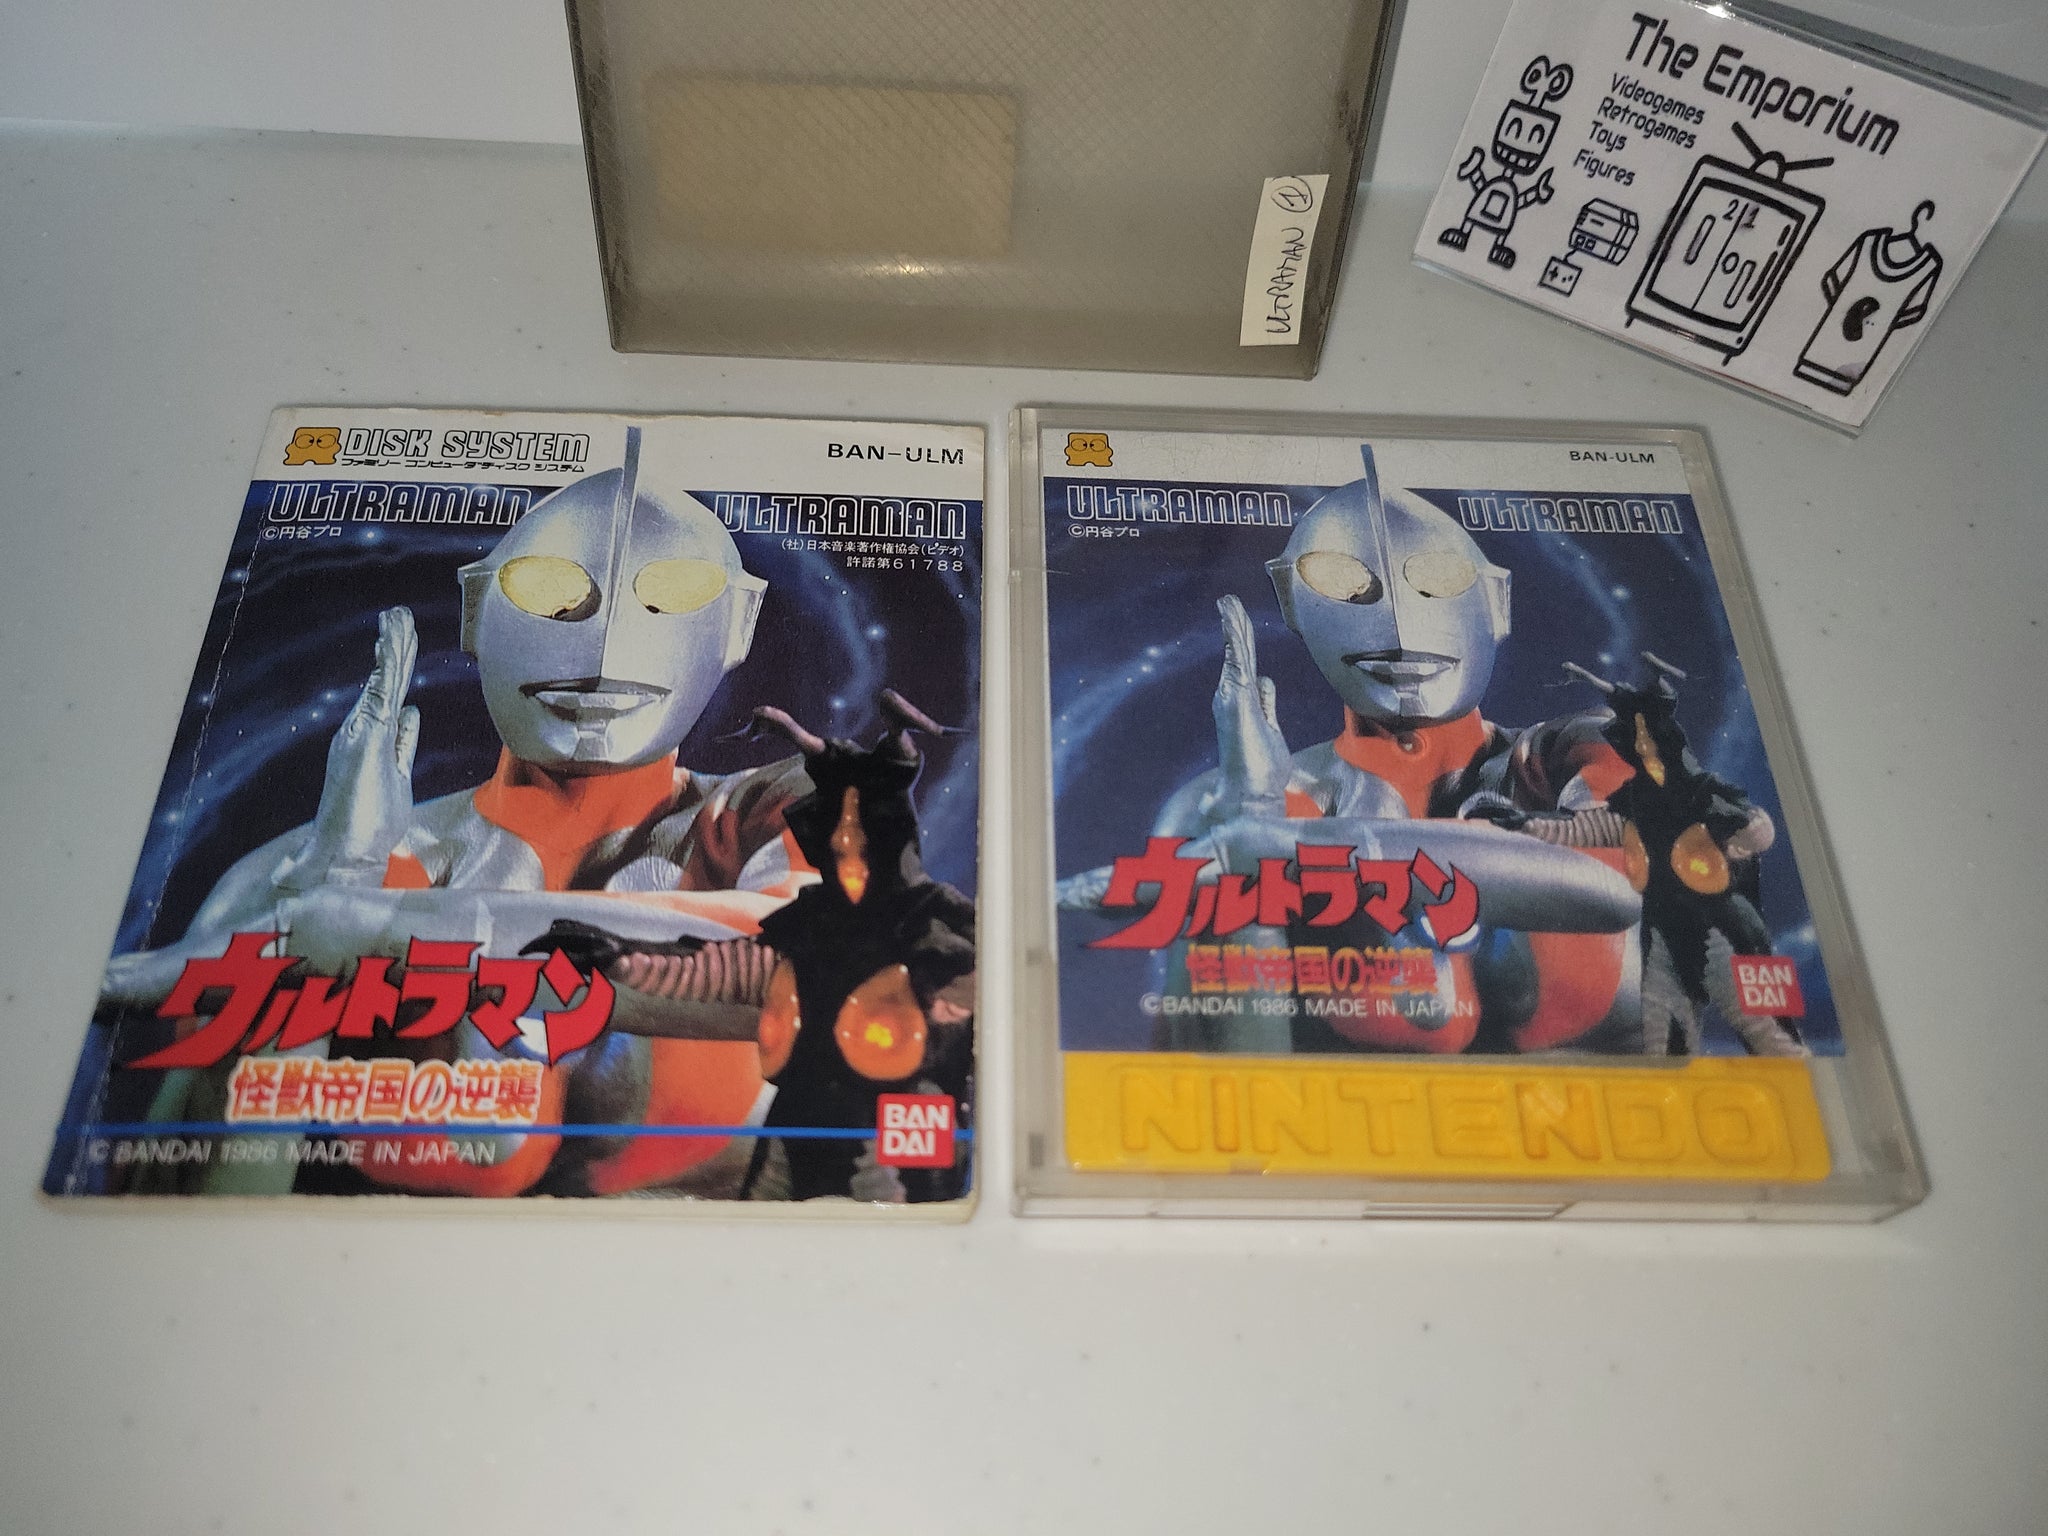 The Emporium
Videogames
Retrogames
Toys
Figures
21
ULTRAMAN ①
DISK SYSTEM
ファミリー コンピュータ ディスク システム
BAN-ULM
ULTRAMAN
ULTRAMAN
©円谷プロ
(社)日本音楽著作権協会(ビデオ)
許諾第61788
ウルトラマン
怪獣帝国の逆襲
© BANDAI 1986 MADE IN JAPAN
BAN
DAI
BAN-ULM
ULTRAMAN
ULTRAMAN
©円谷プロ
ウルトラマン
怪獣帝国の逆襲
©BANDAI 1986 MADE IN JAPAN
BAN
DAI
NINTENDO